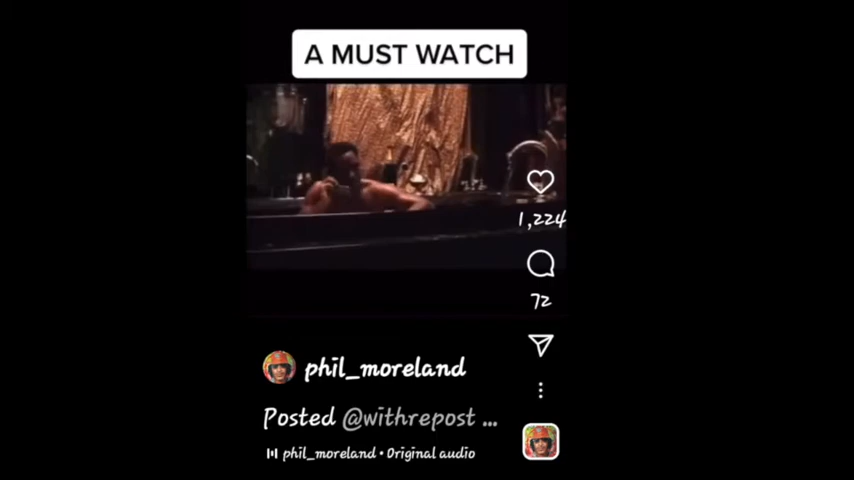 A MUST WATCH
1,224
72
phil_moreland
Posted @withrepost ...
phil_moreland • Original audio